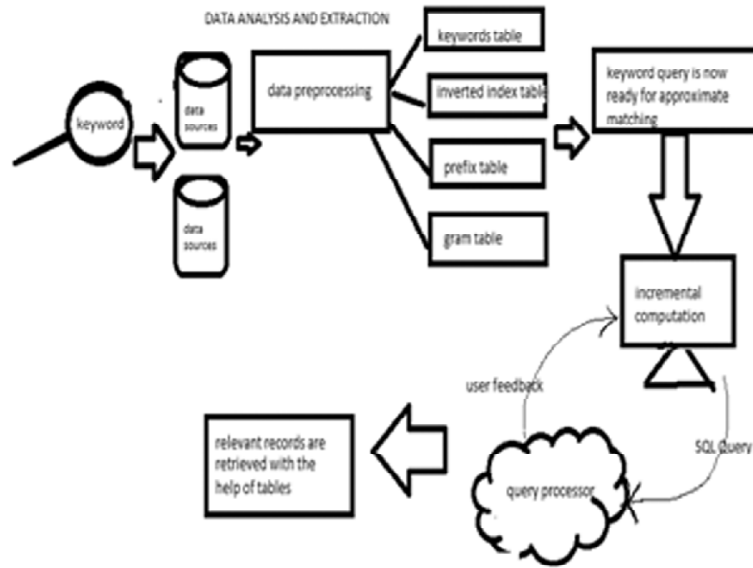 DATA ANALYSIS AND EXTRACTION
keyword
data
sources
data
sources
data preprocessing
keywords table
inverted index table
prefix table
gram table
keyword query is now
ready for approximate
matching
incremental
computation
user feedback
SQL Query
query processor
relevant records are
retrieved with the
help of tables